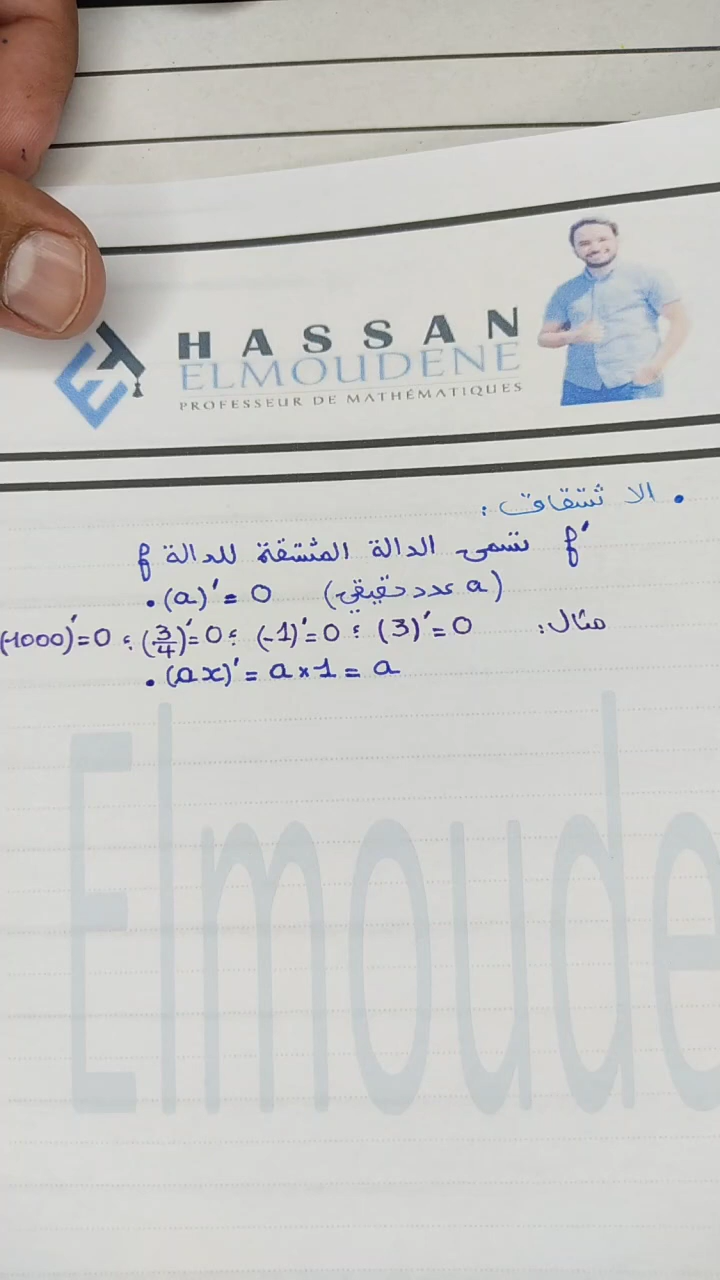 HASSAN
ELMOUDENE
PROFESSEUR DE MATHÉMATIQUES
• الاشتقاق :
f' تسمى الدالة المشتقة للدالة f
• (a)' = 0 (a عدد حقيقي)
مثال: (3)' = 0 ; (-1)' = 0 ; (3/4)' = 0 ; (-1000)' = 0
• (ax)' = a × 1 = a
Elmoude